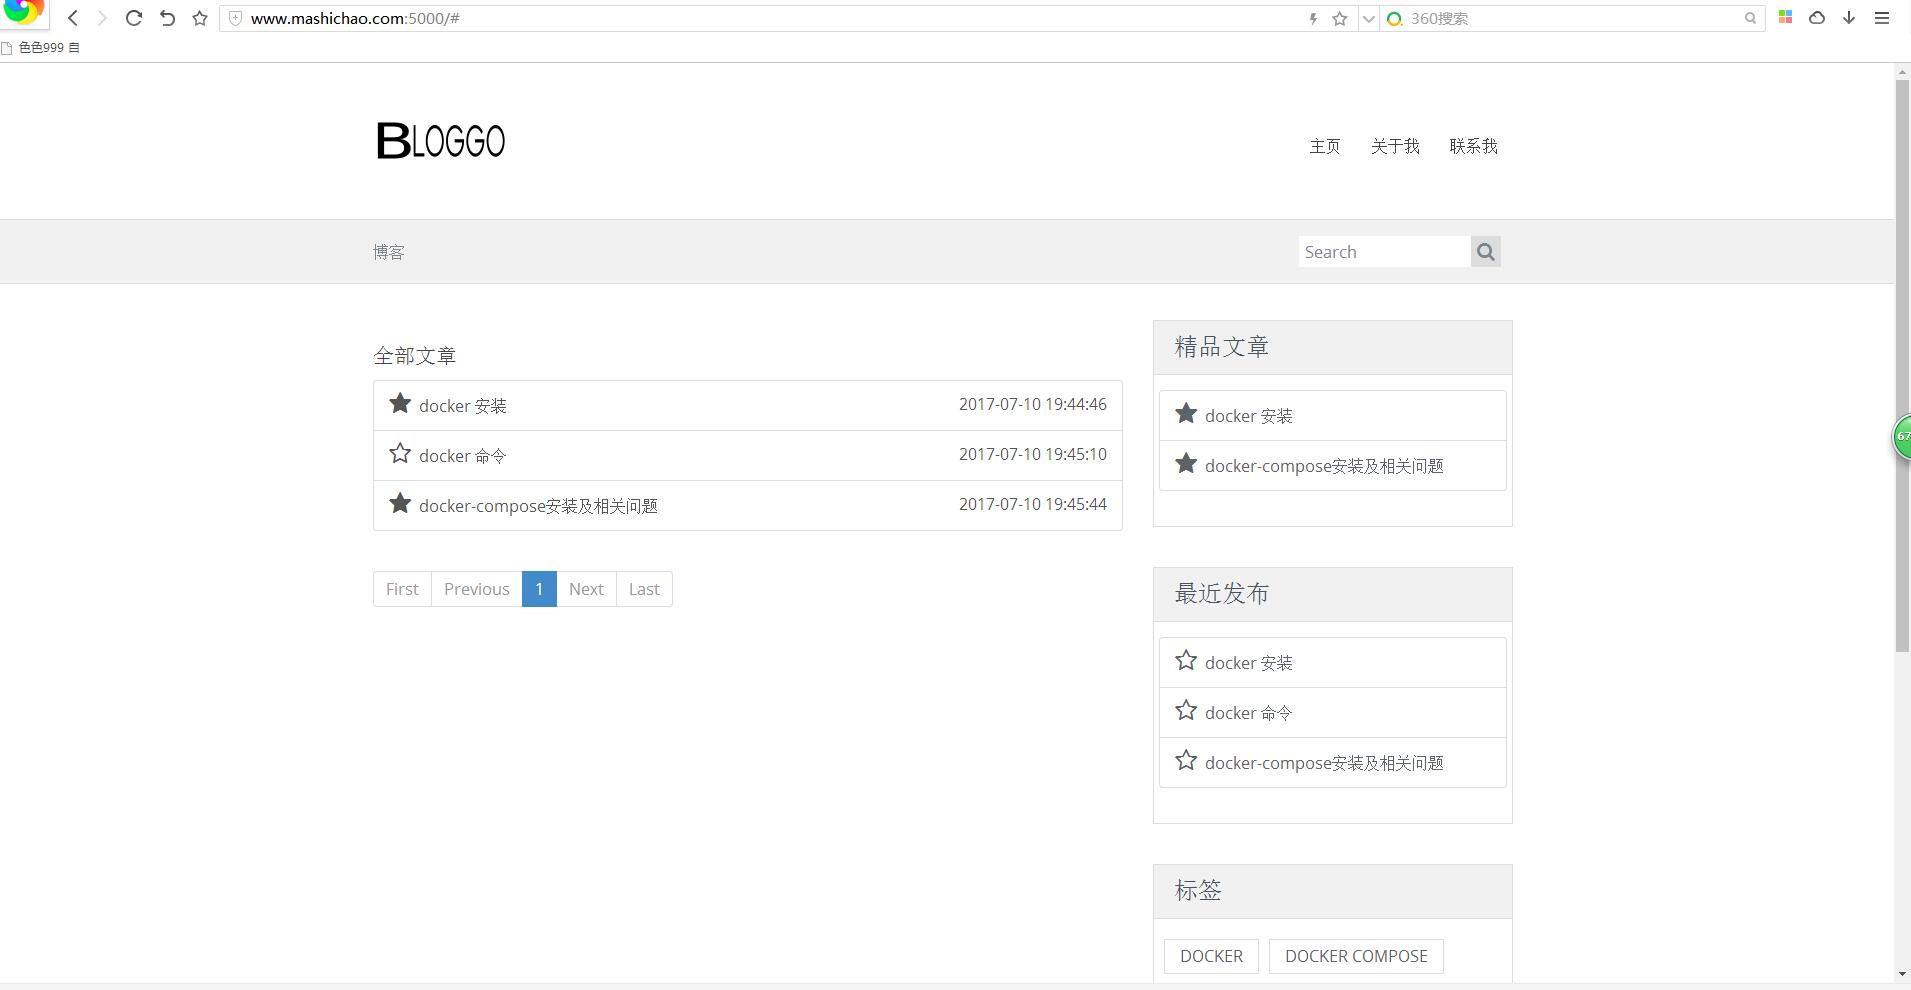 www.mashichao.com:5000/#
360搜索
色色999 自
BLOGGO
主页 关于我 联系我
博客
Search
全部文章
docker 安装 2017-07-10 19:44:46
docker 命令 2017-07-10 19:45:10
docker-compose安装及相关问题 2017-07-10 19:45:44
First Previous 1 Next Last
精品文章
docker 安装
docker-compose安装及相关问题
67
最近发布
docker 安装
docker 命令
docker-compose安装及相关问题
标签
DOCKER DOCKER COMPOSE